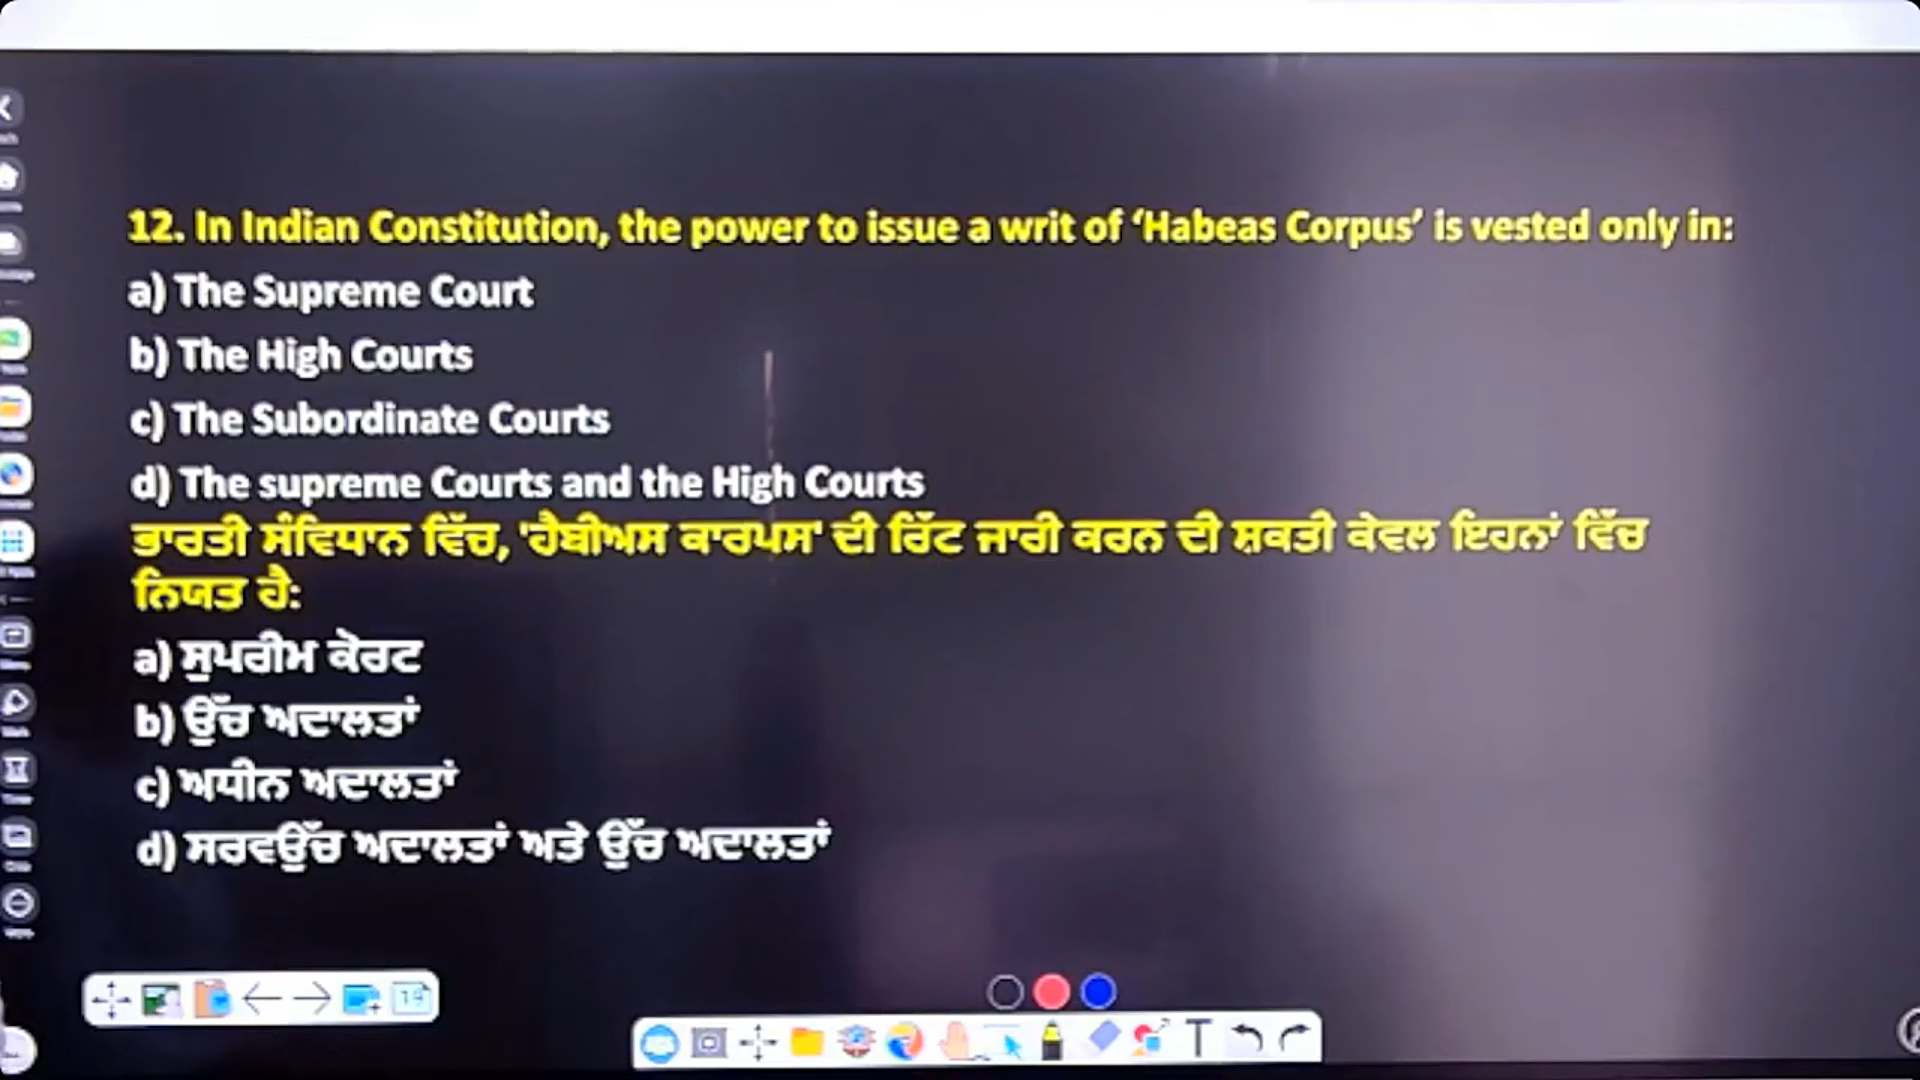 12. In Indian Constitution, the power to issue a writ of ‘Habeas Corpus’ is vested only in:
a) The Supreme Court
b) The High Courts
c) The Subordinate Courts
d) The supreme Courts and the High Courts
ਭਾਰਤੀ ਸੰਵਿਧਾਨ ਵਿੱਚ, 'ਹੈਬੀਅਸ ਕਾਰਪਸ' ਦੀ ਰਿੱਟ ਜਾਰੀ ਕਰਨ ਦੀ ਸ਼ਕਤੀ ਕੇਵਲ ਇਹਨਾਂ ਵਿੱਚ
ਨਿਯਤ ਹੈ:
a) ਸੁਪਰੀਮ ਕੋਰਟ
b) ਉੱਚ ਅਦਾਲਤਾਂ
c) ਅਧੀਨ ਅਦਾਲਤਾਂ
d) ਸਰਵਉੱਚ ਅਦਾਲਤਾਂ ਅਤੇ ਉੱਚ ਅਦਾਲਤਾਂ